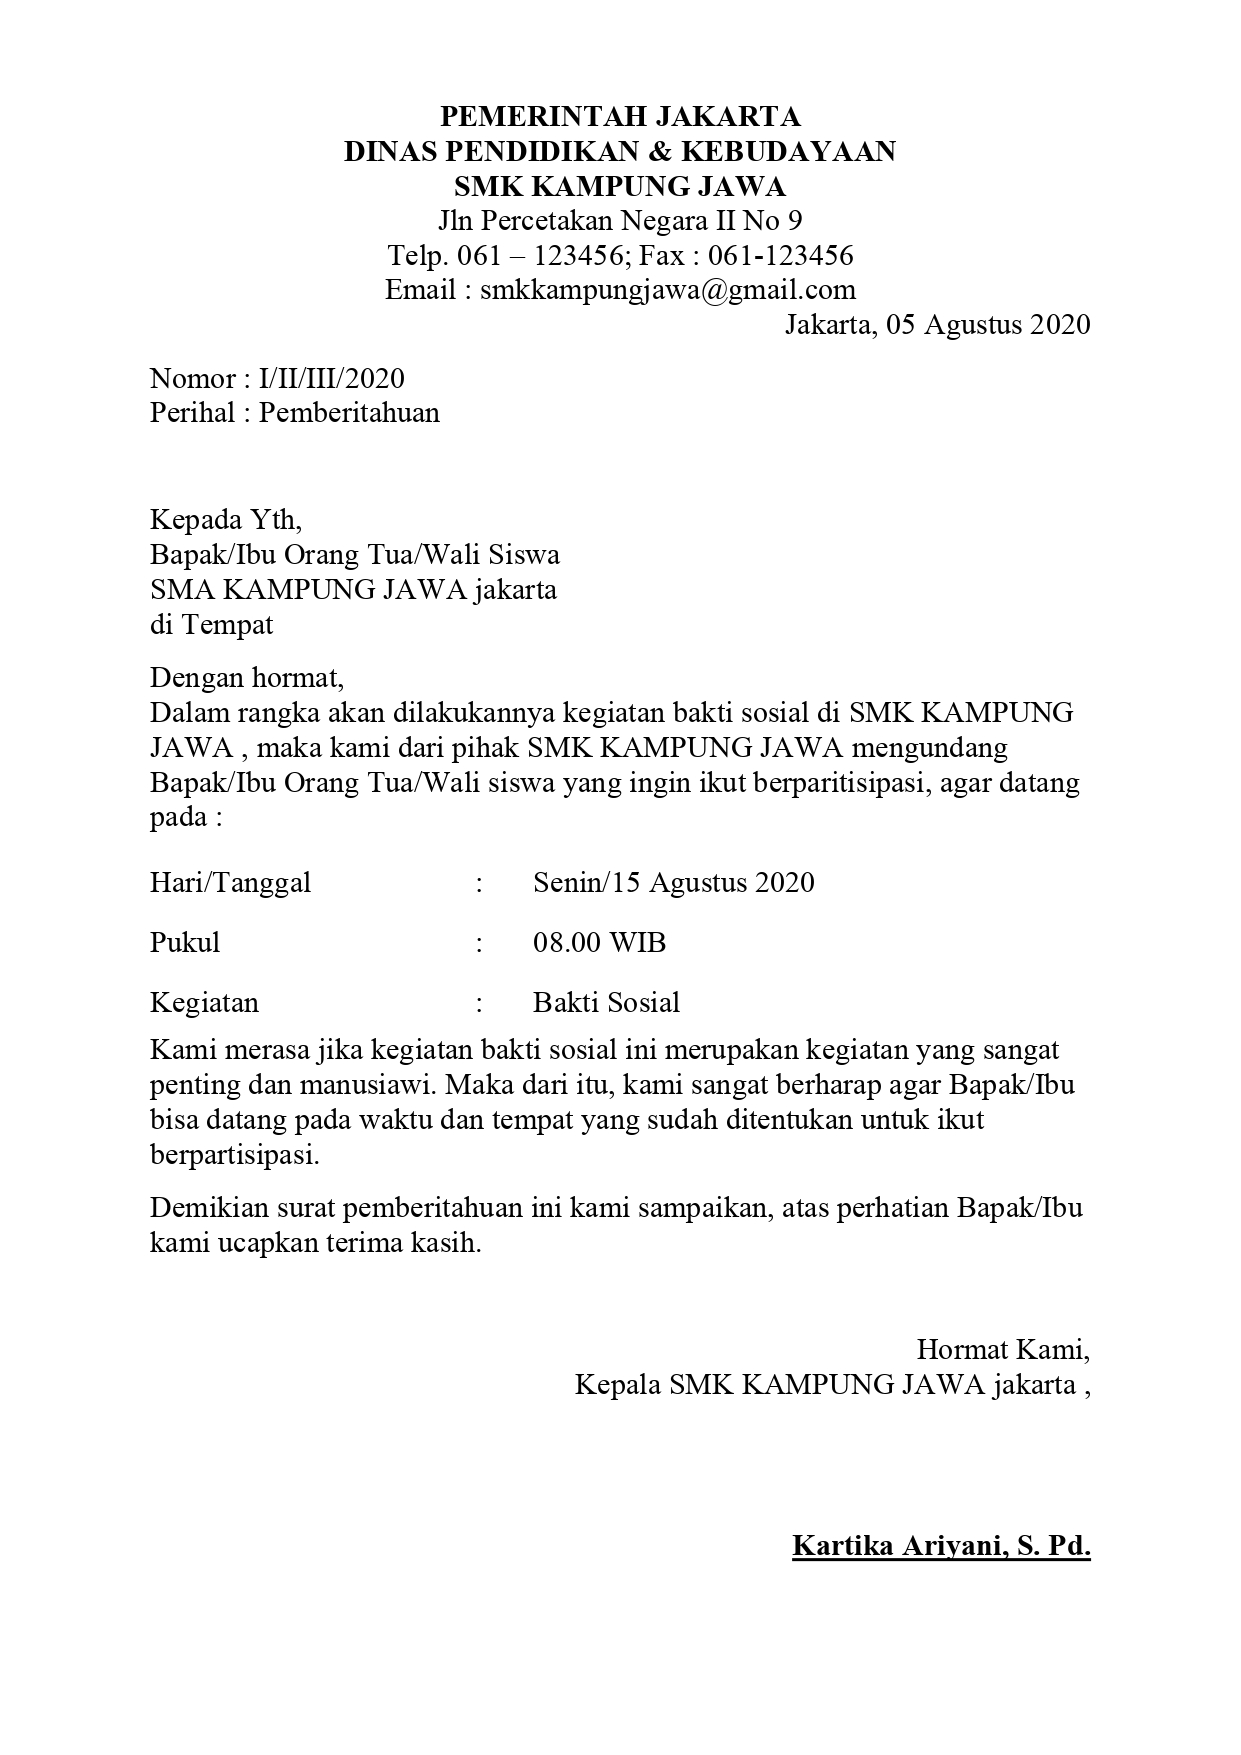 PEMERINTAH JAKARTA
DINAS PENDIDIKAN & KEBUDAYAAN
SMK KAMPUNG JAWA
Jln Percetakan Negara II No 9
Telp. 061 – 123456; Fax : 061-123456
Email : smkkampungjawa@gmail.com
Jakarta, 05 Agustus 2020
Nomor : I/II/III/2020
Perihal : Pemberitahuan
Kepada Yth,
Bapak/Ibu Orang Tua/Wali Siswa
SMA KAMPUNG JAWA jakarta
di Tempat
Dengan hormat,
Dalam rangka akan dilakukannya kegiatan bakti sosial di SMK KAMPUNG
JAWA , maka kami dari pihak SMK KAMPUNG JAWA mengundang
Bapak/Ibu Orang Tua/Wali siswa yang ingin ikut berparitisipasi, agar datang
pada :
Hari/Tanggal : Senin/15 Agustus 2020
Pukul : 08.00 WIB
Kegiatan : Bakti Sosial
Kami merasa jika kegiatan bakti sosial ini merupakan kegiatan yang sangat
penting dan manusiawi. Maka dari itu, kami sangat berharap agar Bapak/Ibu
bisa datang pada waktu dan tempat yang sudah ditentukan untuk ikut
berpartisipasi.
Demikian surat pemberitahuan ini kami sampaikan, atas perhatian Bapak/Ibu
kami ucapkan terima kasih.
Hormat Kami,
Kepala SMK KAMPUNG JAWA jakarta ,
Kartika Ariyani, S. Pd.